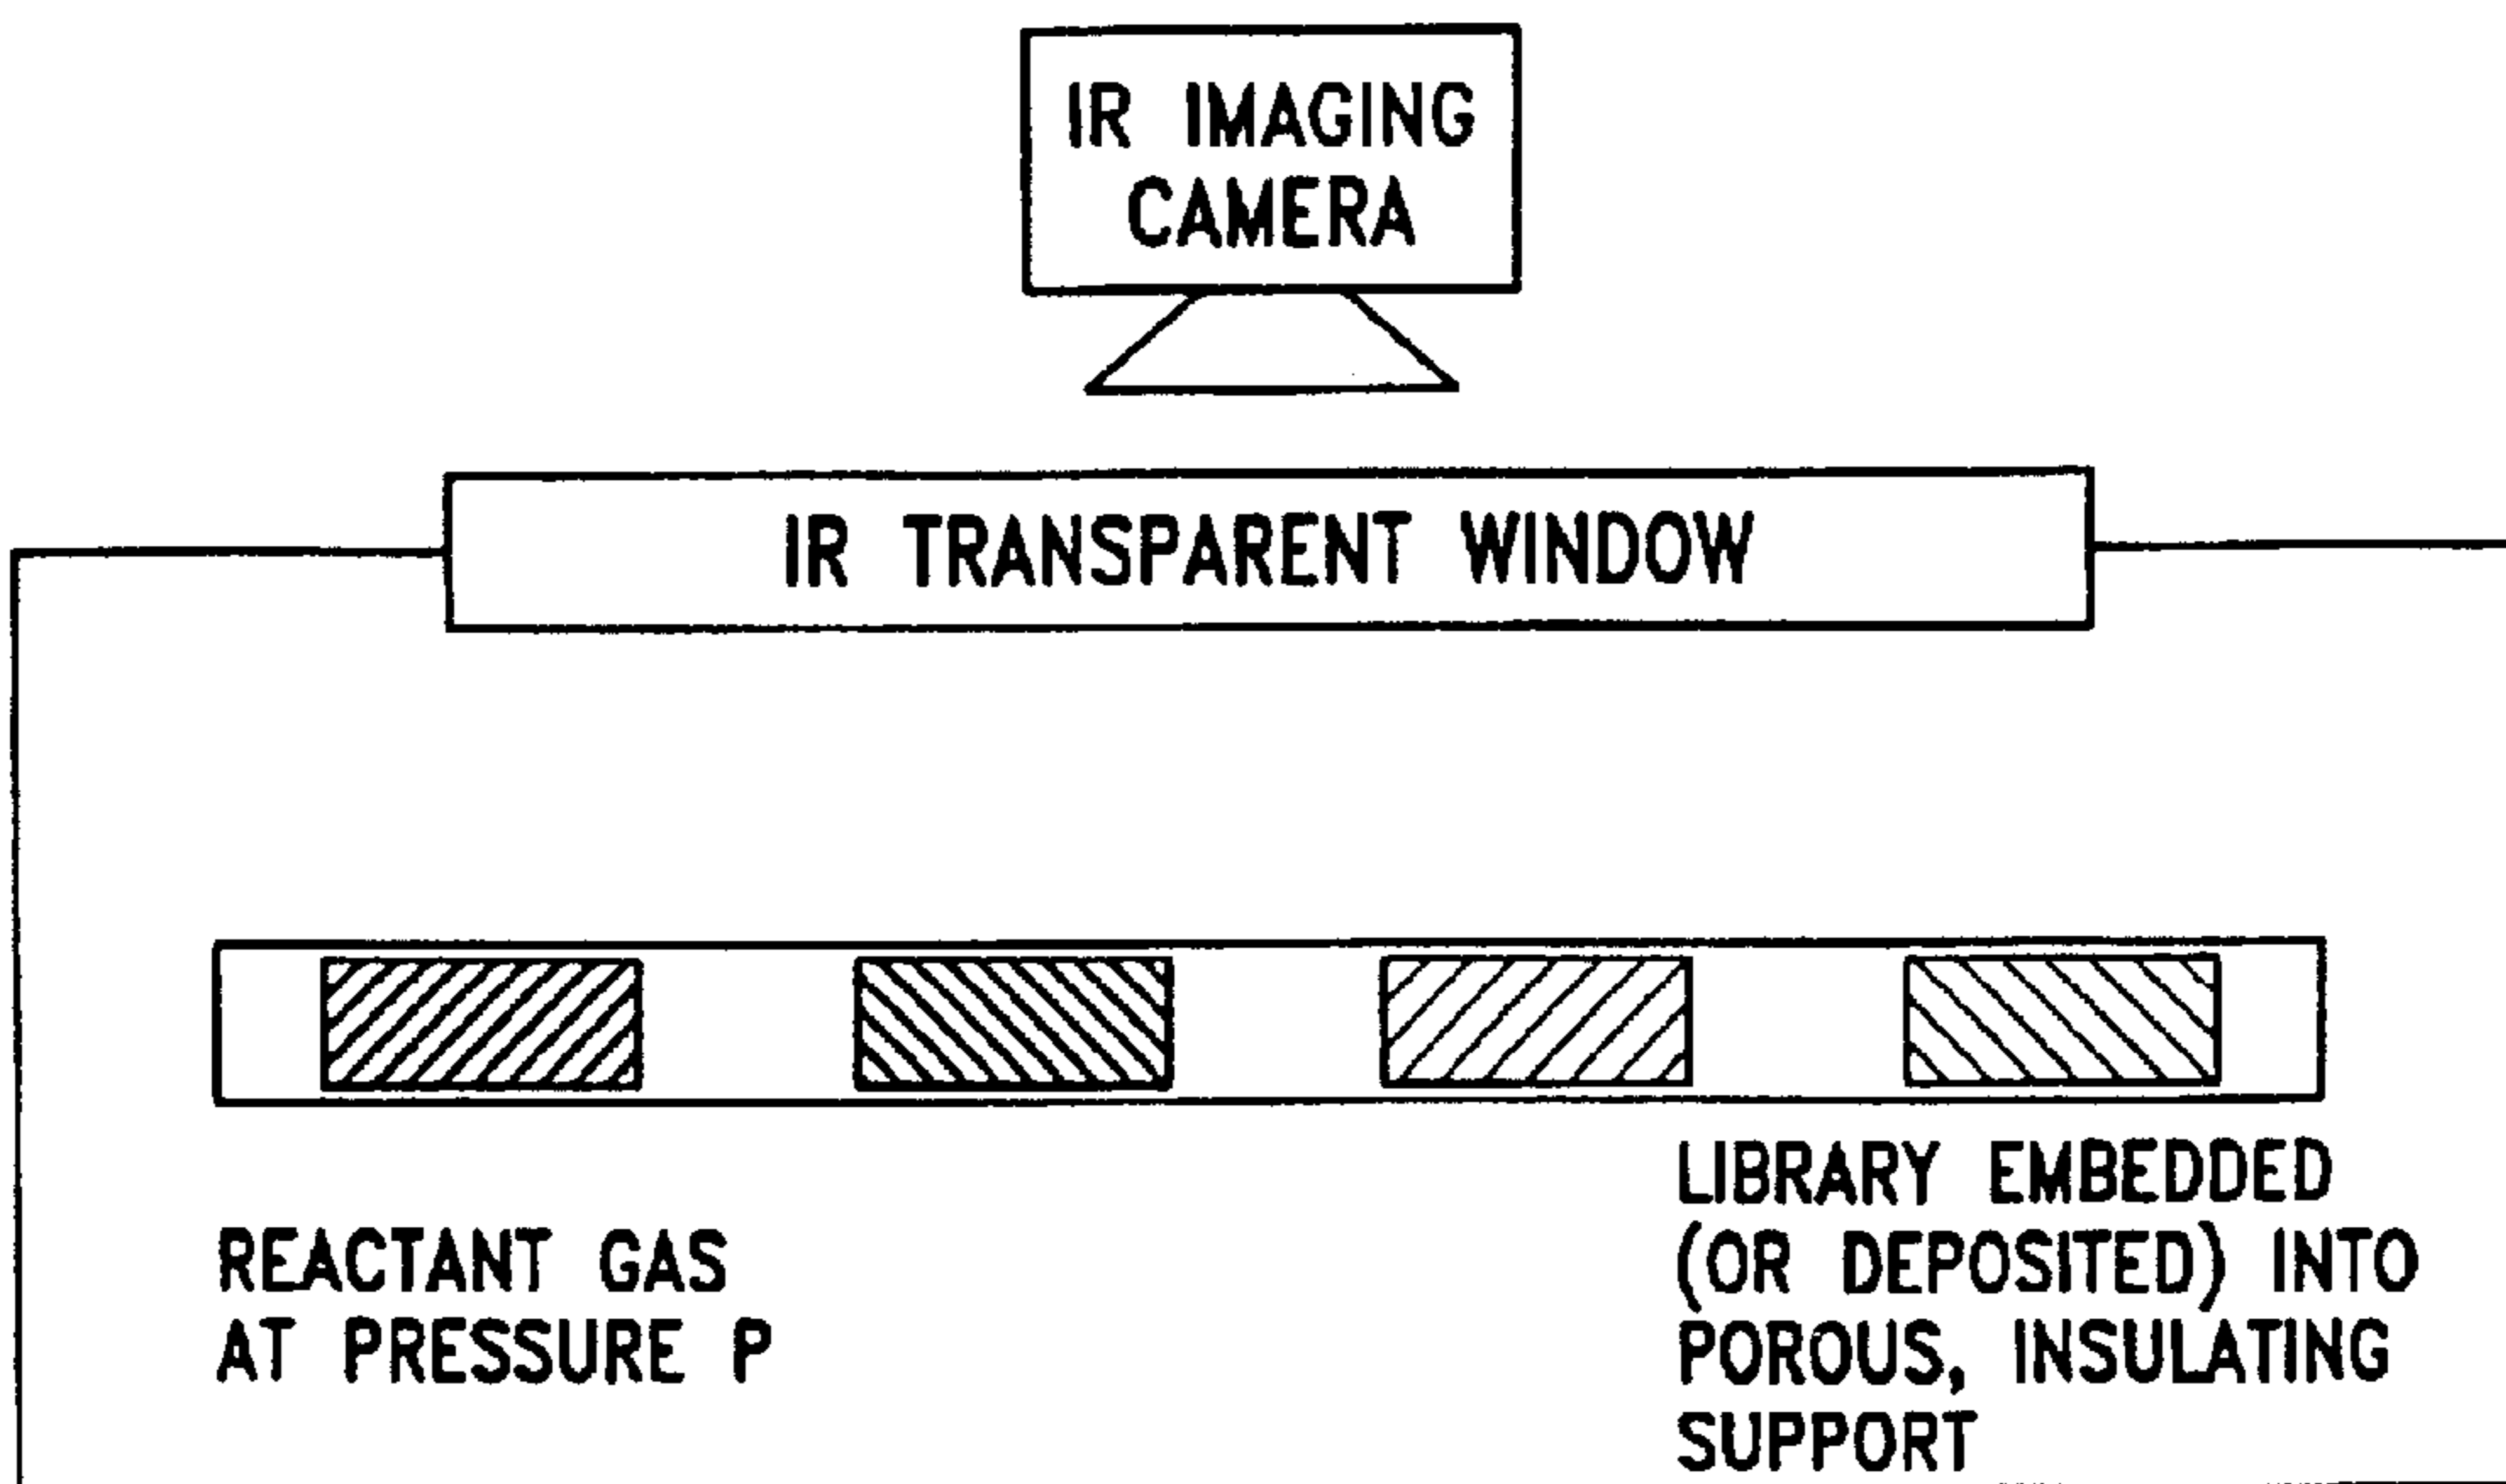 IR IMAGING
CAMERA
IR TRANSPARENT WINDOW
REACTANT GAS
AT PRESSURE P
LIBRARY EMBEDDED
(OR DEPOSITED) INTO
POROUS, INSULATING
SUPPORT